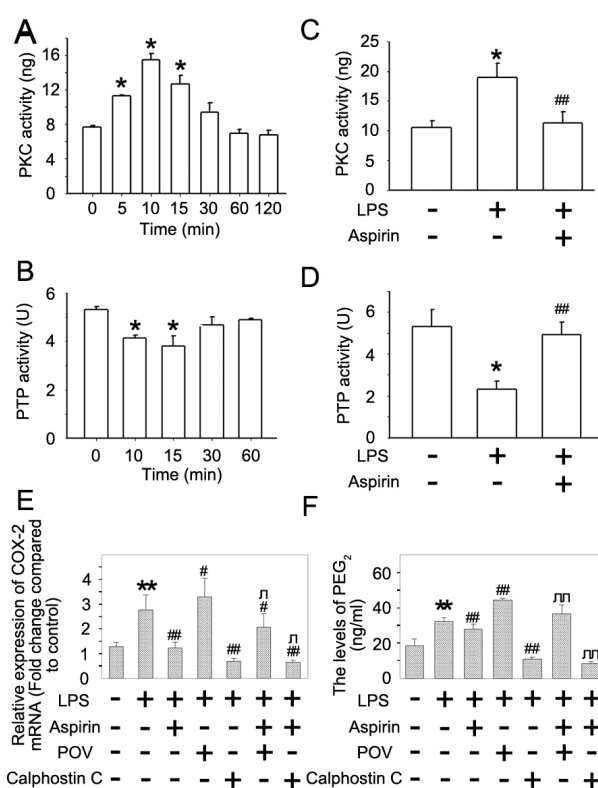 A
PKC activity (ng)
16
12
8
4
* * *
0 5 10 15 30 60 120
Time (min)
C
PKC activity (ng)
25
20
15
10
5
0
* ##
LPS - + +
Aspirin - - +
B
PTP activity (U)
6
4
2
0
* *
0 10 15 30 60
Time (min)
D
PTP activity (U)
6
4
2
0
* ##
LPS - + +
Aspirin - - +
E
Relative expression of COX-2
mRNA (Fold change compared
to control)
4
3
2
1
0
** ## # ## # ##
LPS - + + + + + +
Aspirin - - + - - + +
POV - - - + - + -
Calphostin C - - - - + - +
F
The levels of PEG₂
(ng/ml)
60
40
20
0
** ## ## ##
LPS - + + + + + +
Aspirin - - + - - + +
POV - - - + - + -
Calphostin C - - - - + - +